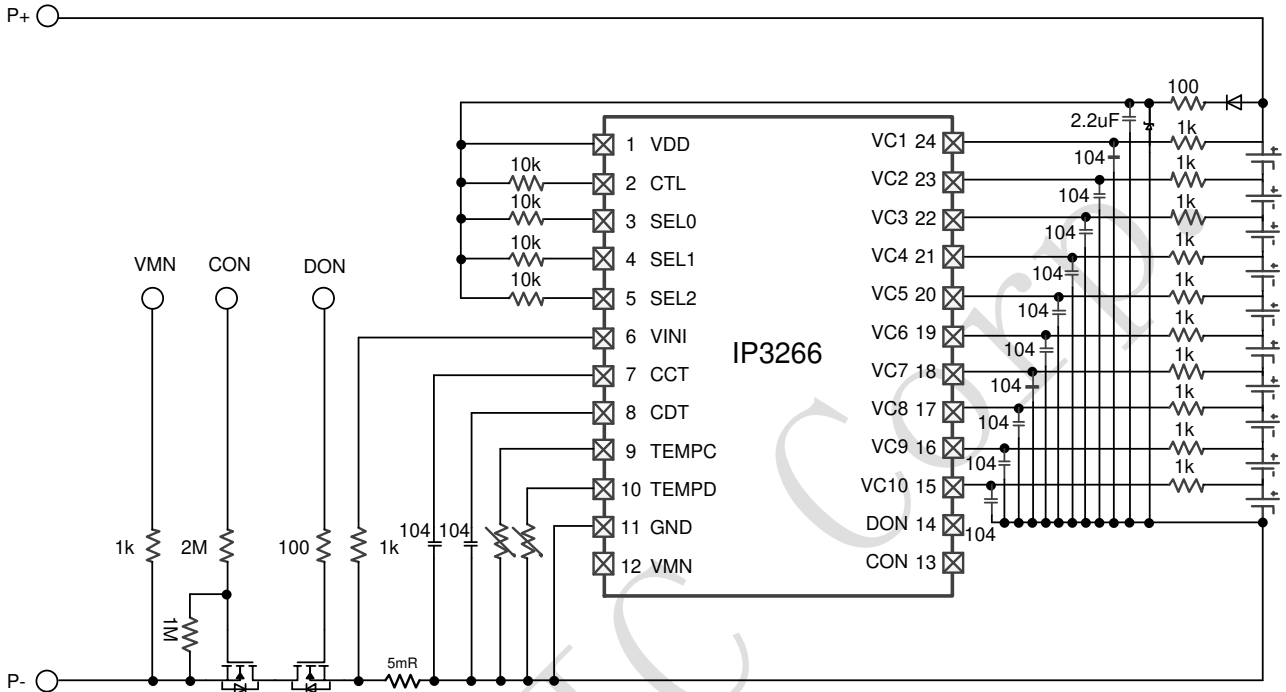 P+
100
2.2uF
1 VDD
VC1 24
1k
104
10k
2 CTL
VC2 23
1k
104
10k
3 SEL0
VC3 22
1k
104
10k
4 SEL1
VC4 21
1k
104
10k
5 SEL2
VC5 20
1k
104
VMN
CON
DON
6 VINI
VC6 19
1k
104
IP3266
7 CCT
VC7 18
1k
104
8 CDT
VC8 17
1k
104
9 TEMPC
VC9 16
1k
104
10 TEMPD
VC10 15
1k
104
11 GND
DON 14
12 VMN
CON 13
1k
2M
100
1k
104
104
1M
5mR
P-
C Corp.